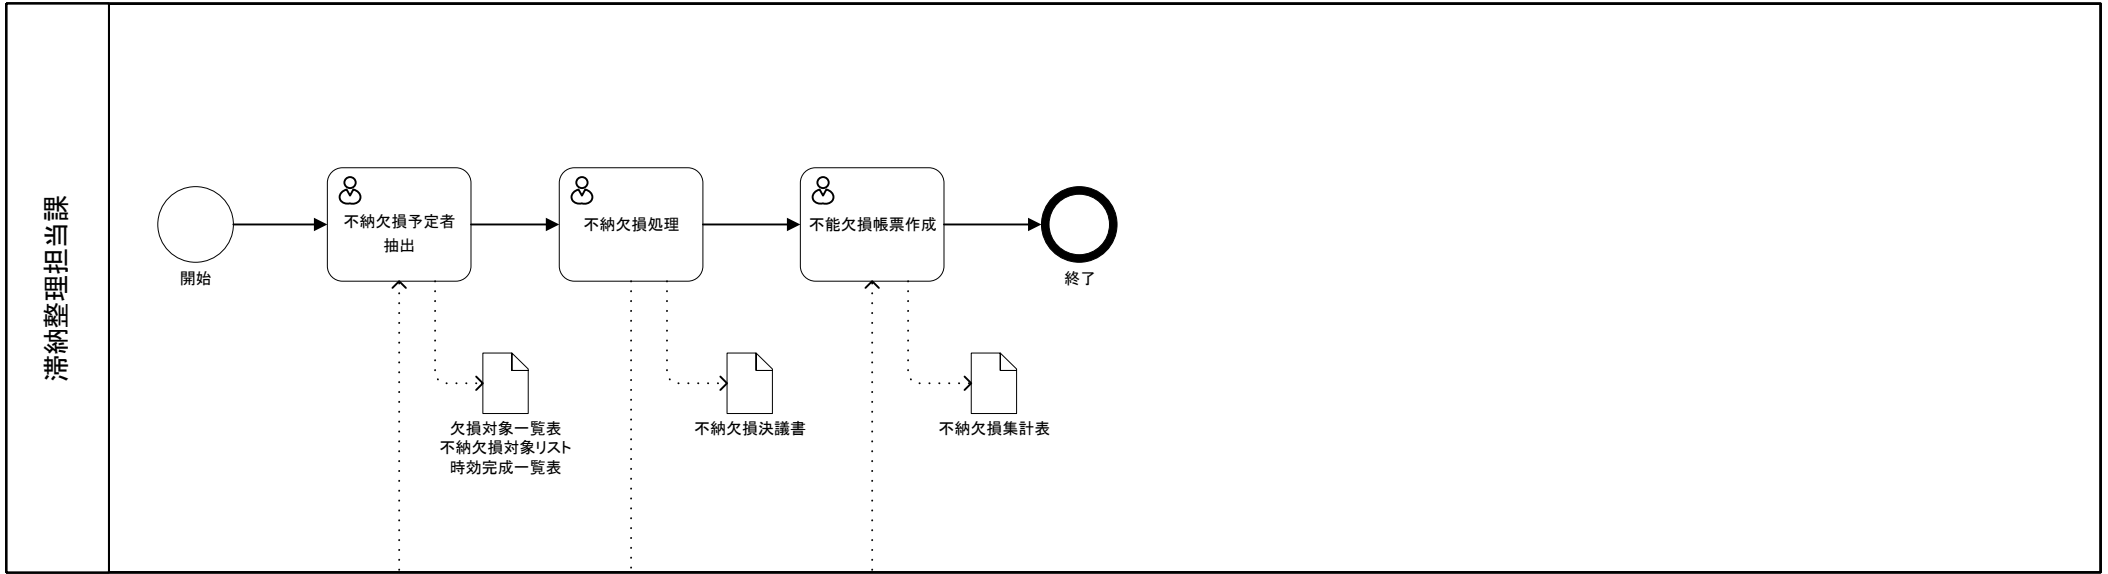 滞納整理担当課
開始
不納欠損予定者
抽出
不納欠損処理
不能欠損帳票作成
終了
欠損対象一覧表
不納欠損対象リスト
時効完成一覧表
不納欠損決議書
不納欠損集計表